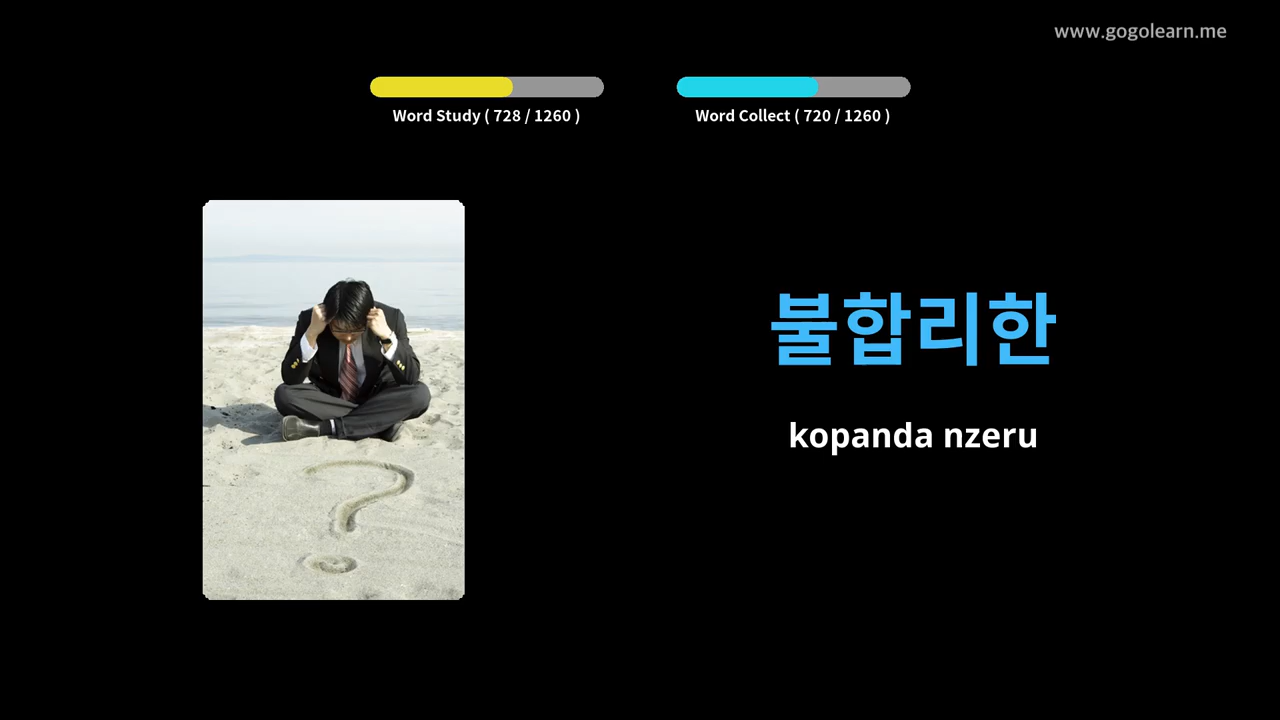 www.gogolearn.me
Word Study ( 728 / 1260 )
Word Collect ( 720 / 1260 )
불합리한
kopanda nzeru